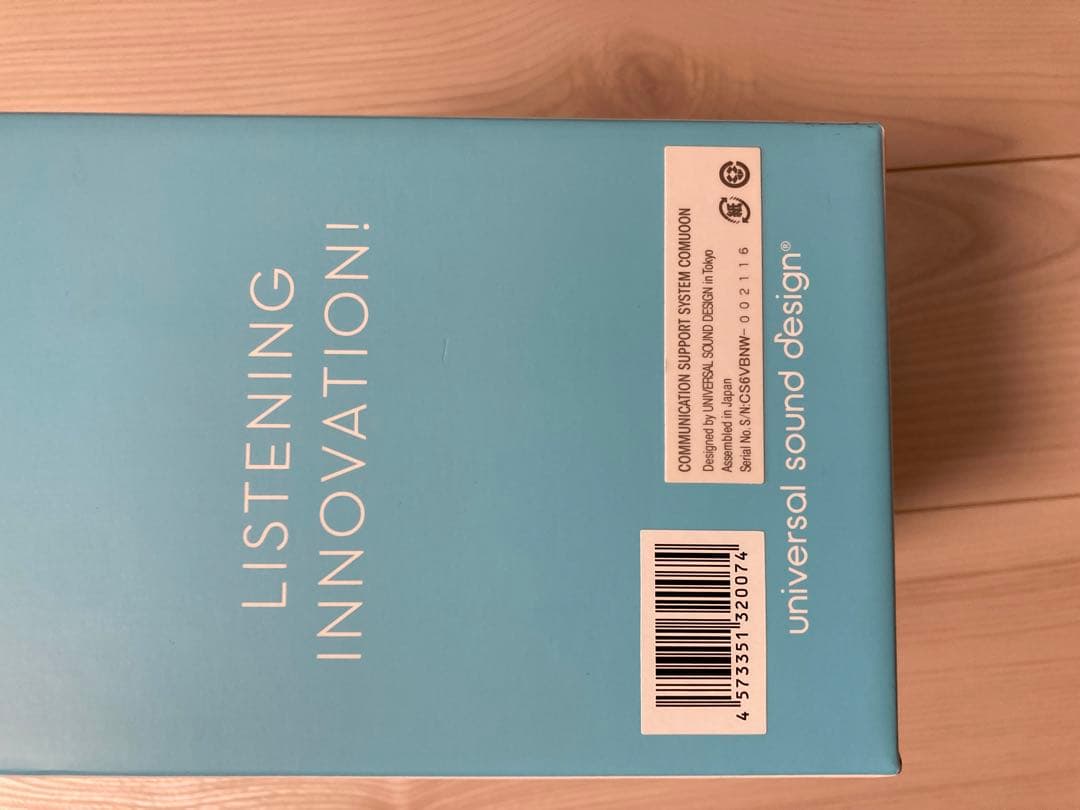 LISTENING
INNOVATION!
COMMUNICATION SUPPORT SYSTEM COMUOON
Designed by UNIVERSAL SOUND DESIGN in Tokyo
Assembled in Japan
Serial No. S/N:CS6VBNW-002116
紙
4 573351 320074
universal sound design®